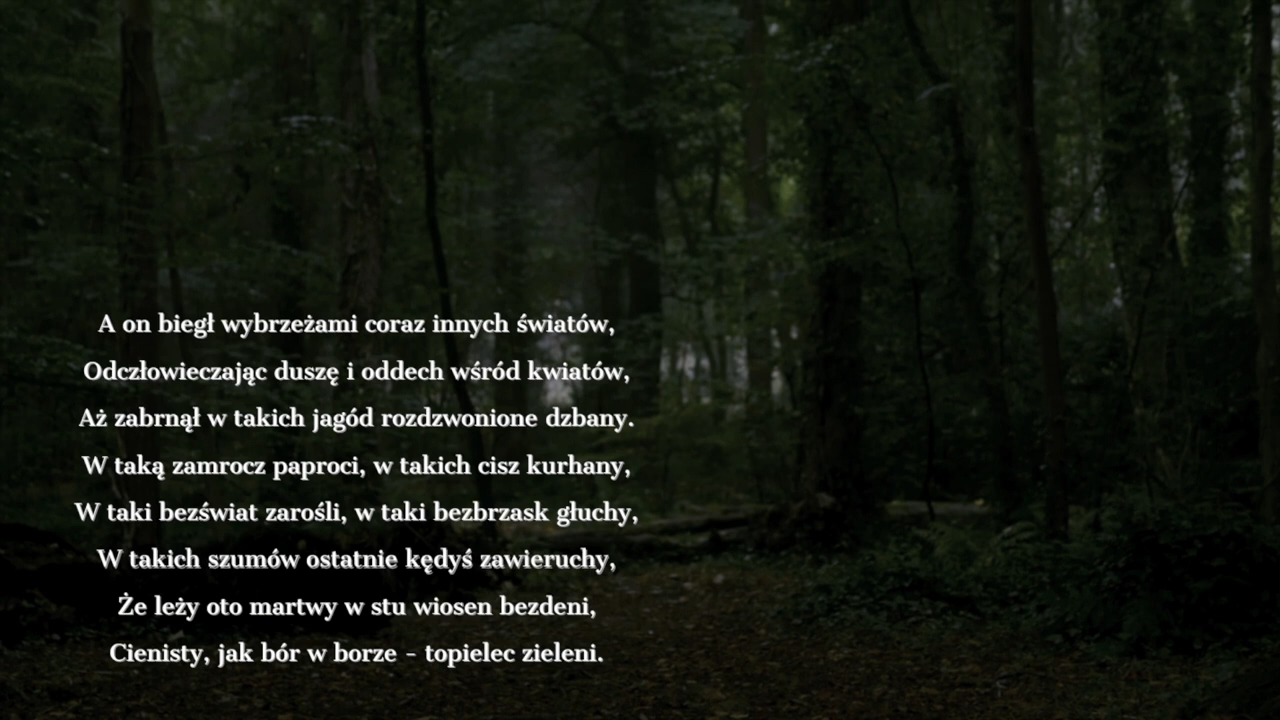 A on biegł wybrzeżami coraz innych światów,
Odczłowieczając duszę i oddech wśród kwiatów,
Aż zabrnął w takich jagód rozdzwonione dzbany.
W taką zamrocz paproci, w takich cisz kurhany,
W taki bezświat zarośli, w taki bezbrzask głuchy,
W takich szumów ostatnie kędyś zawieruchy,
Że leży oto martwy w stu wiosen bezdeni,
Cienisty, jak bór w borze - topielec zieleni.